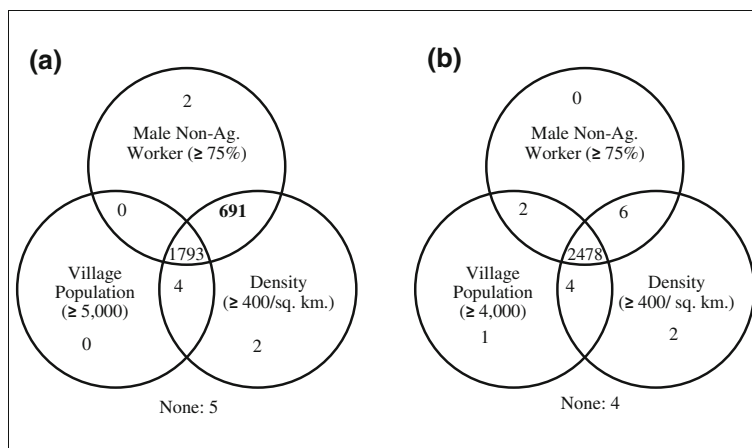 (a)
2
Male Non-Ag.
Worker (≥ 75%)
0
691
1793
4
Village
Population
(≥ 5,000)
Density
(≥ 400/sq. km.)
0
2
None: 5
(b)
0
Male Non-Ag.
Worker (≥ 75%)
2
6
2478
4
Village
Population
(≥ 4,000)
Density
(≥ 400/ sq. km.)
1
2
None: 4